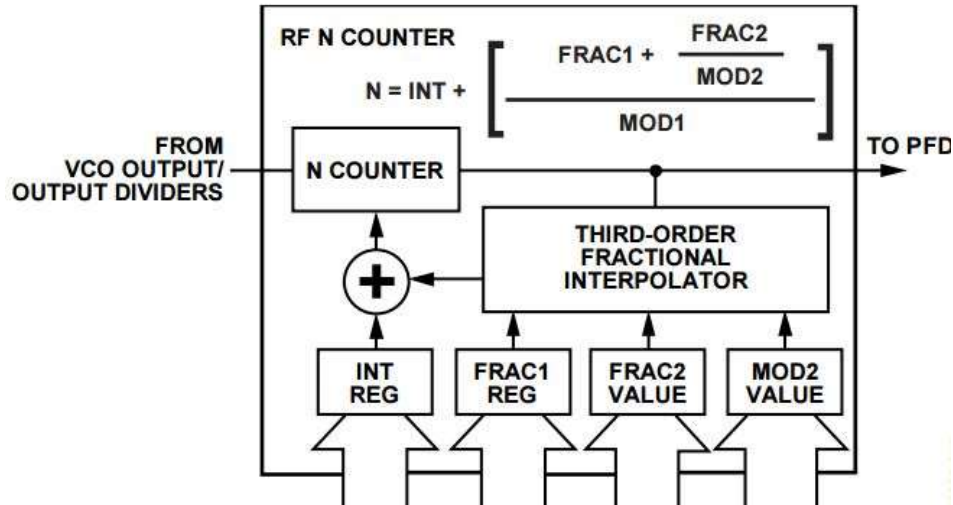 RF N COUNTER
N = INT +
FRAC1 +
FRAC2
MOD2
MOD1
FROM
VCO OUTPUT/
OUTPUT DIVIDERS
N COUNTER
TO PFD
THIRD-ORDER
FRACTIONAL
INTERPOLATOR
+
INT
REG
FRAC1
REG
FRAC2
VALUE
MOD2
VALUE